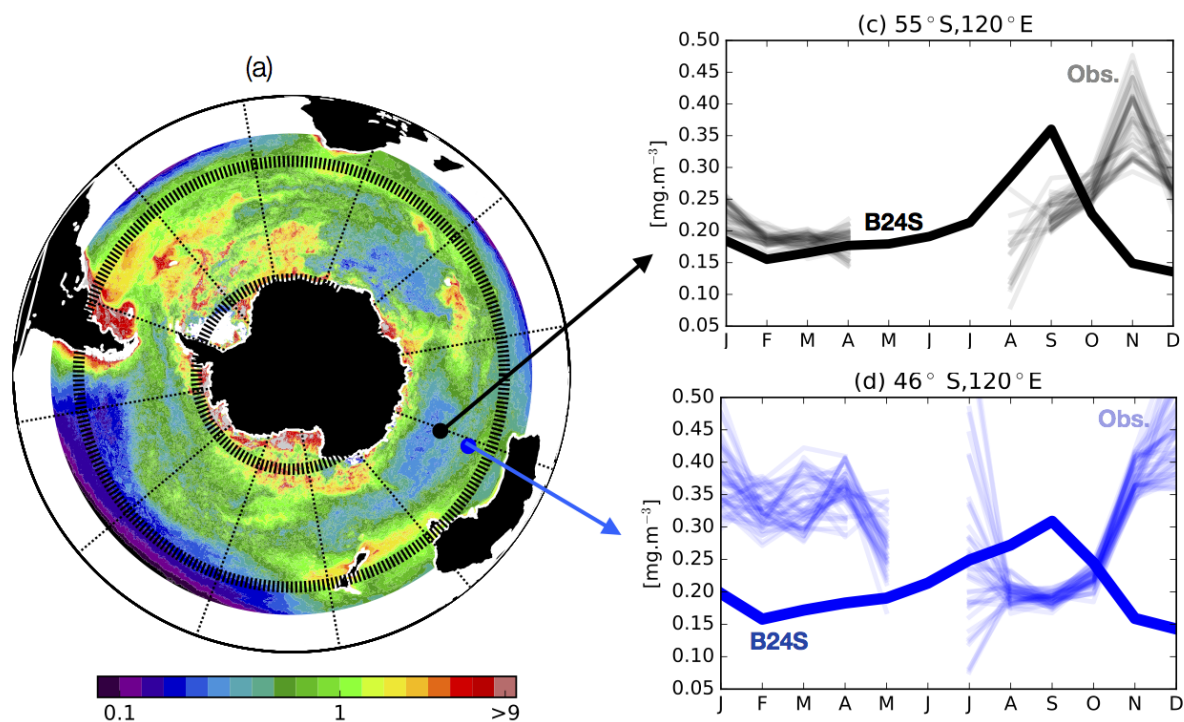 (a)
0.1 1 >9
(c) 55°S,120°E
[mg.m⁻³]
0.50
0.45
0.40
0.35
0.30
0.25
0.20
0.15
0.10
0.05
Obs.
B24S
J F M A M J J A S O N D
(d) 46° S,120°E
[mg.m⁻³]
0.50
0.45
0.40
0.35
0.30
0.25
0.20
0.15
0.10
0.05
Obs.
B24S
J F M A M J J A S O N D